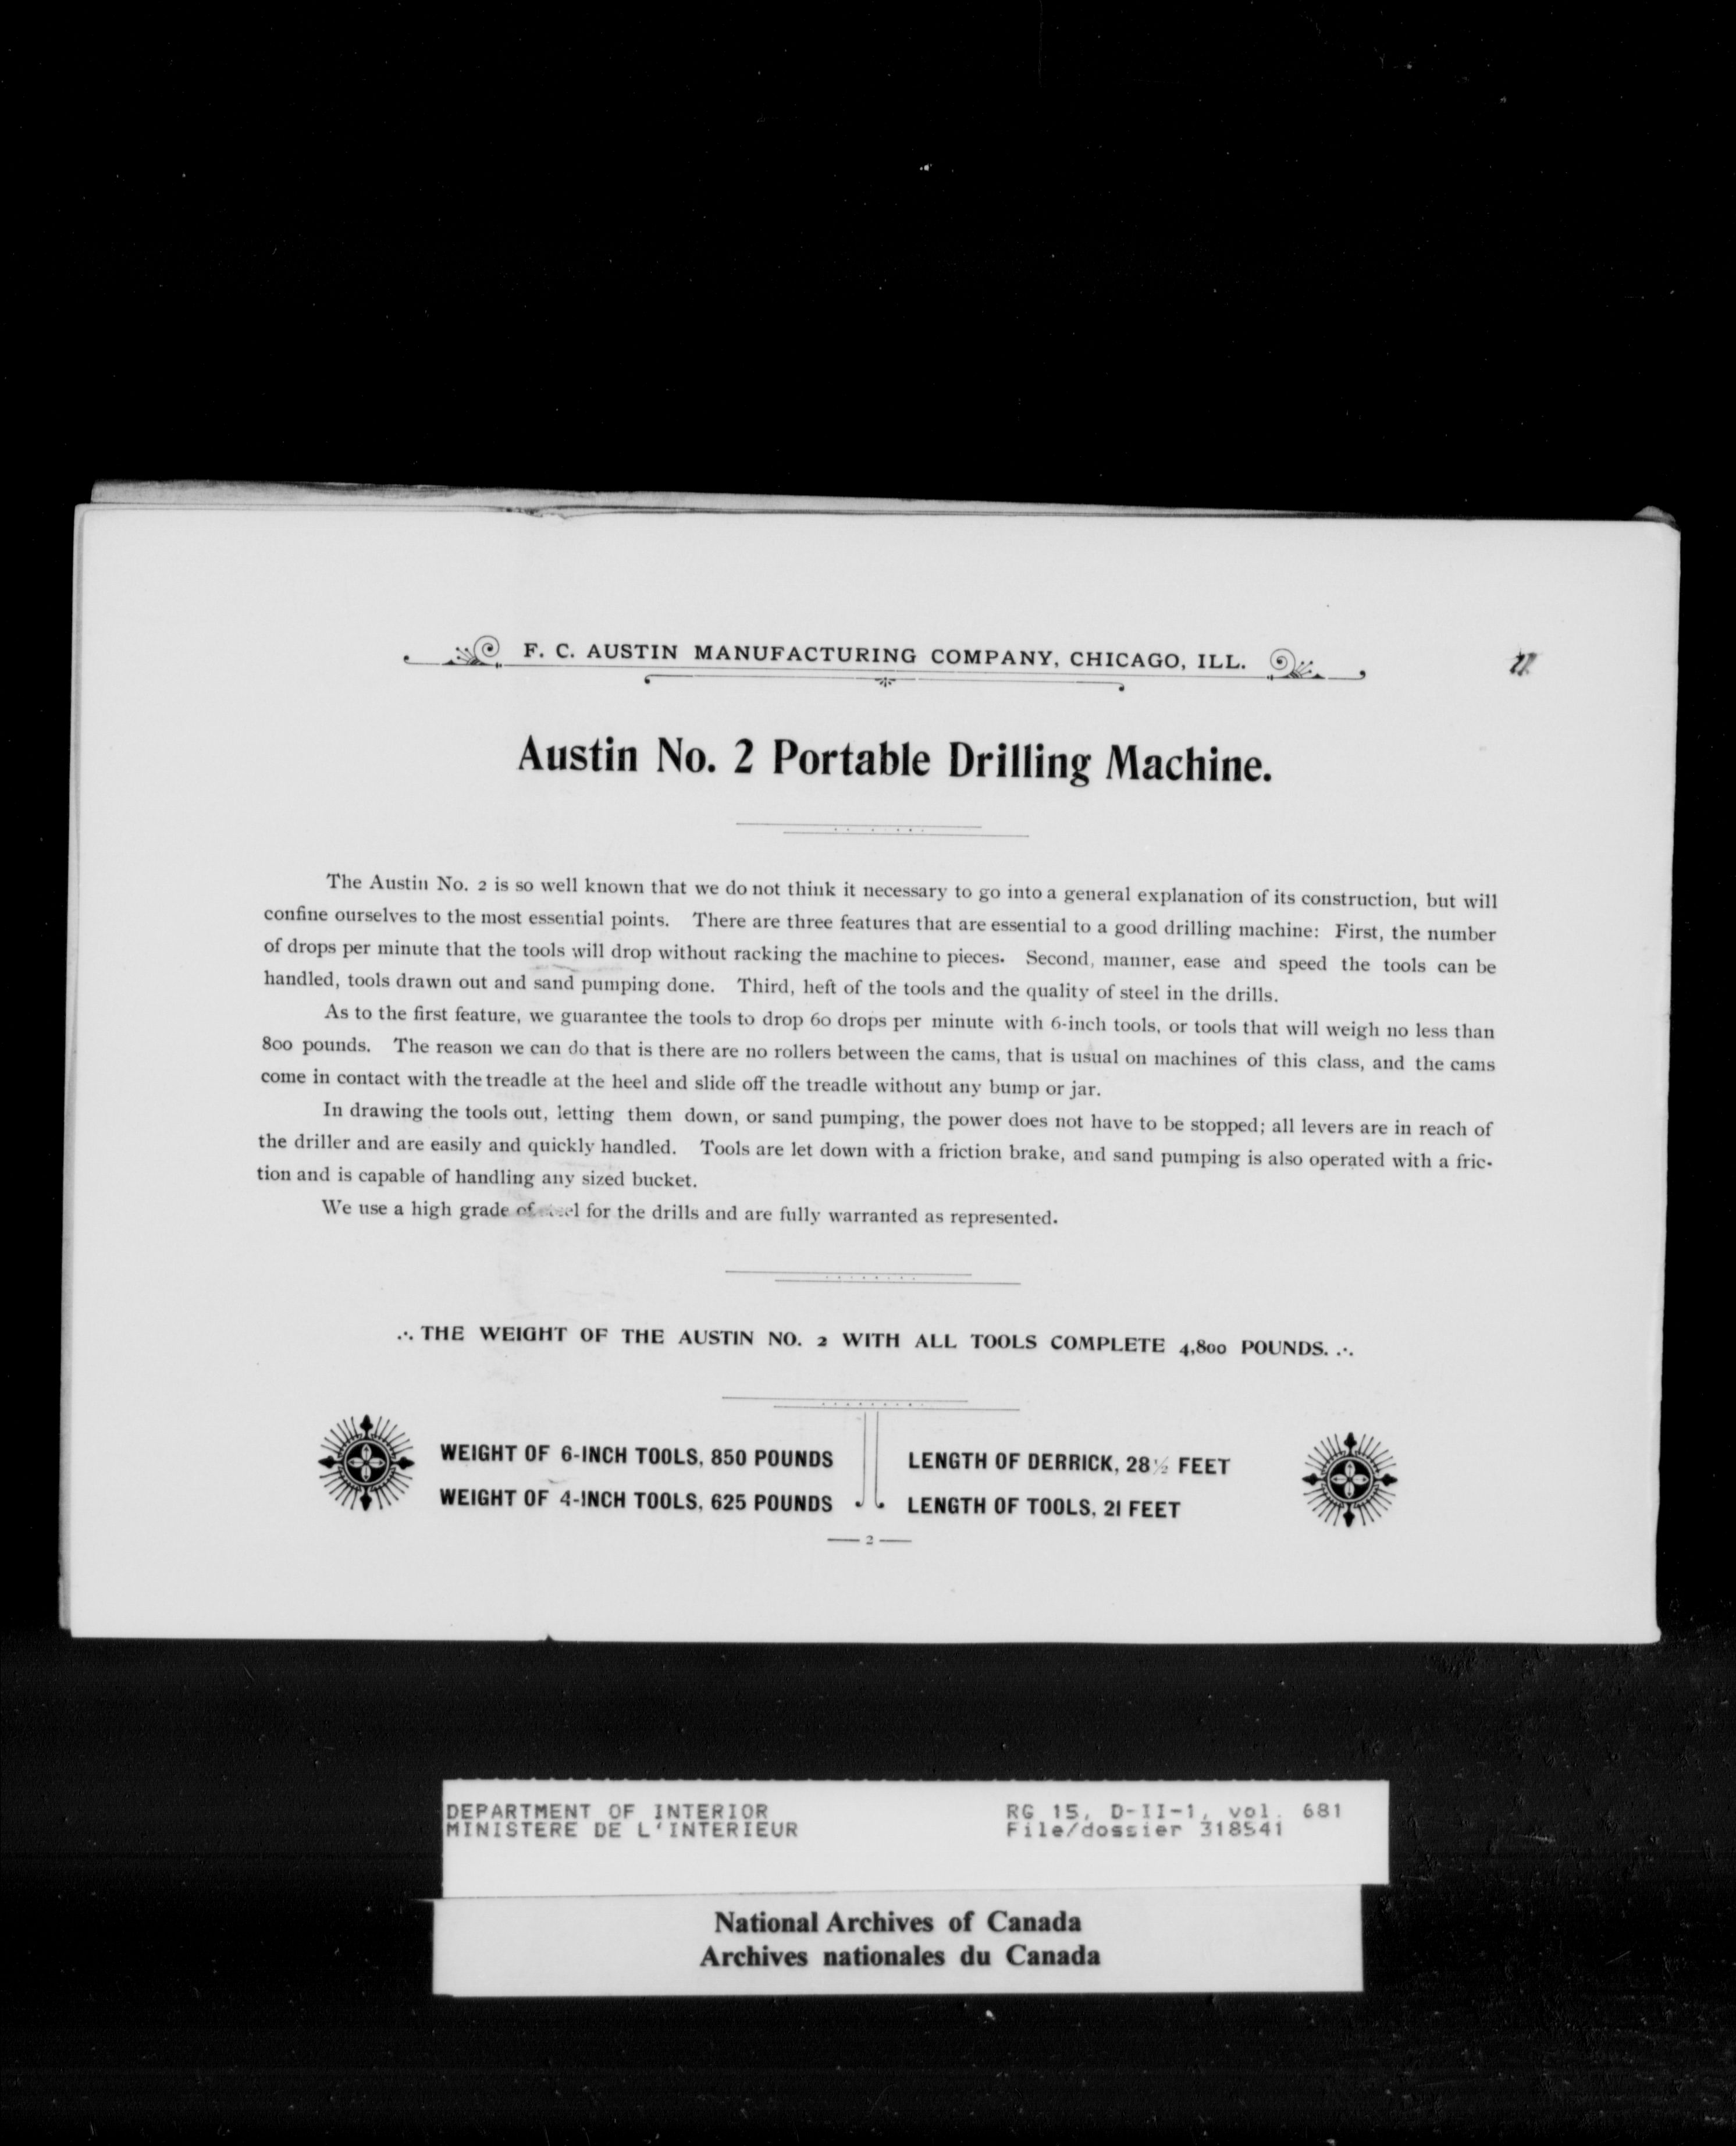 F. C. AUSTIN MANUFACTURING COMPANY, CHICAGO, ILL.
Austin No. 2 Portable Drilling Machine.
The Austin No. 2 is so well known that we do not think it necessary to go into a general explanation of its construction, but will
confine ourselves to the most essential points. There are three features that are essential to a good drilling machine: First, the number
of drops per minute that the tools will drop without racking the machine to pieces. Second, manner, ease and speed the tools can be
handled, tools drawn out and sand pumping done. Third, heft of the tools and the quality of steel in the drills.
As to the first feature, we guarantee the tools to drop 60 drops per minute with 6-inch tools, or tools that will weigh no less than
800 pounds. The reason we can do that is there are no rollers between the cams, that is usual on machines of this class, and the cams
come in contact with the treadle at the heel and slide off the treadle without any bump or jar.
In drawing the tools out, letting them down, or sand pumping, the power does not have to be stopped; all levers are in reach of
the driller and are easily and quickly handled. Tools are let down with a friction brake, and sand pumping is also operated with a fric-
tion and is capable of handling any sized bucket.
We use a high grade of steel for the drills and are fully warranted as represented.
∴ THE WEIGHT OF THE AUSTIN NO. 2 WITH ALL TOOLS COMPLETE 4,800 POUNDS. ∴
WEIGHT OF 6-INCH TOOLS, 850 POUNDS
WEIGHT OF 4-INCH TOOLS, 625 POUNDS
LENGTH OF DERRICK, 28½ FEET
LENGTH OF TOOLS, 21 FEET
— 2 —
DEPARTMENT OF INTERIOR
MINISTERE DE L'INTERIEUR
RG 15, D-II-1, vol. 681
File/dossier 318541
National Archives of Canada
Archives nationales du Canada